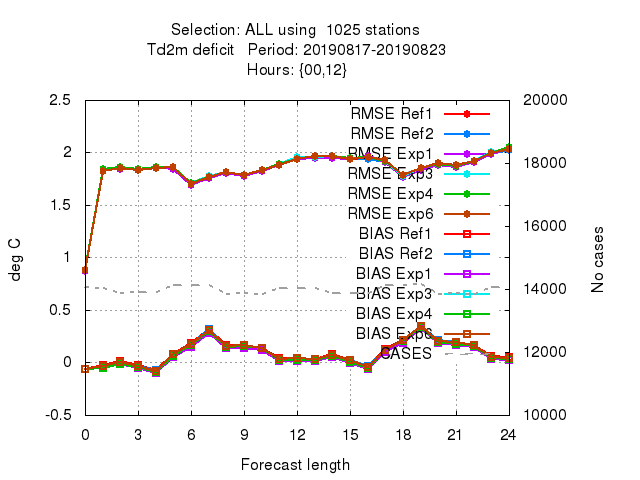 Selection: ALL using  1025 stations
Td2m deficit   Period: 20190817-20190823
Hours: {00,12}
2.5 20000
RMSE Ref1
RMSE Ref2
2 RMSE Exp1 18000
RMSE Exp3
RMSE Exp4
1.5 RMSE Exp6
BIAS Ref1 16000
BIAS Ref2
1 BIAS Exp1
BIAS Exp3 14000
0.5 BIAS Exp4
BIAS Exp6
CASES 12000
0
-0.5 10000
0 3 6 9 12 15 18 21 24
Forecast length
deg C
No cases